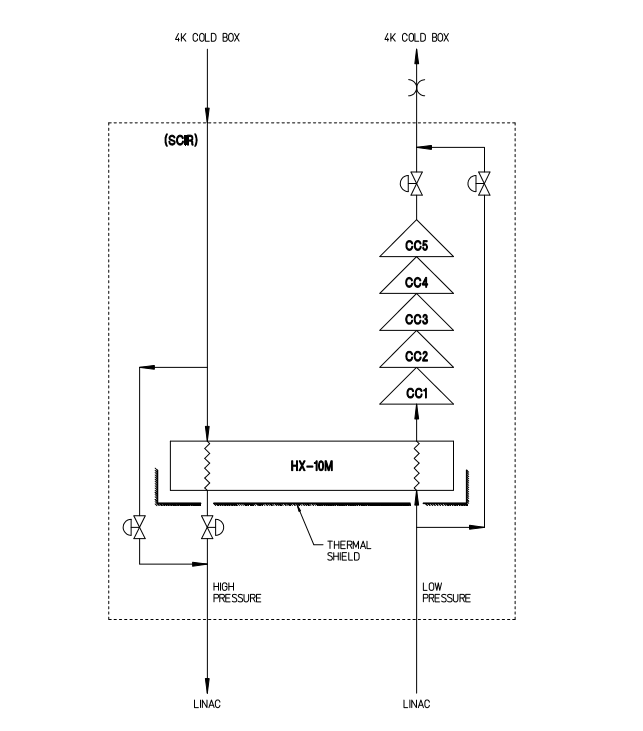 4K COLD BOX
4K COLD BOX
CC5
CC4
CC3
CC2
CC1
HX-10M
THERMAL
SHIELD
HIGH
PRESSURE
LOW
PRESSURE
LINAC
LINAC